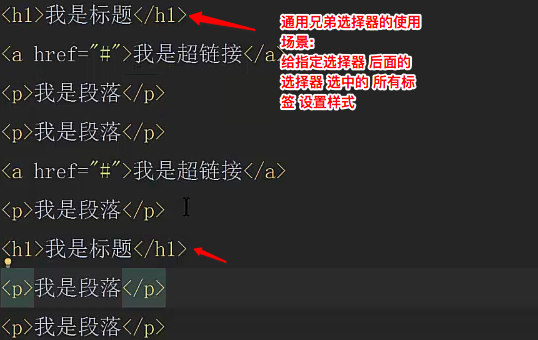 <h1>我是标题</h1>
<a href="#">我是超链接</a>
<p>我是段落</p>
<p>我是段落</p>
<a href="#">我是超链接</a>
<p>我是段落</p>
<h1>我是标题</h1>
<p>我是段落</p>
<p>我是段落</p>
通用兄弟选择器的使用
场景:
给指定选择器 后面的
选择器 选中的 所有标
签 设置样式